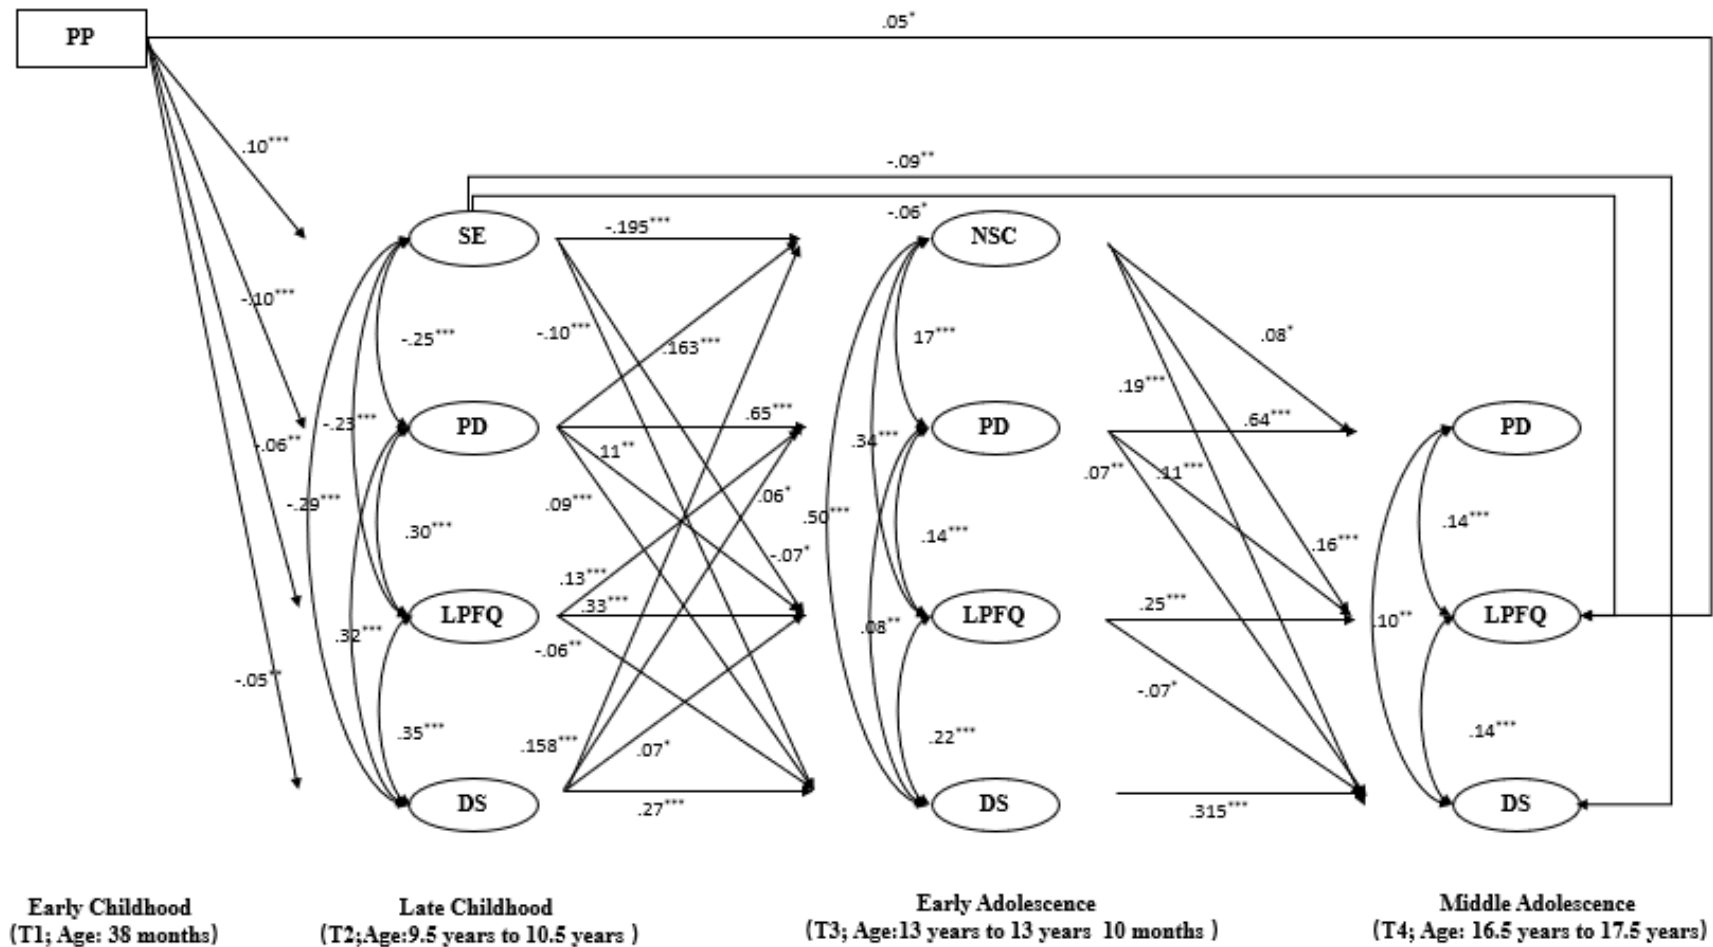 .05*
PP
.10***
-.09**
-.06*
SE
-.195***
NSC
-.10***
-.25***
-.10***
.163***
17***
.08*
.19***
-.23***
PD
.65***
.34***
PD
.64***
PD
-.06**
11**
.07**
.11***
-.29***
.09***
.06*
.50***
.30***
.14***
.14***
-.07*
.16***
.13***
.33***
.25***
LPFQ
LPFQ
.10**
LPFQ
.32***
-.06**
.08**
-.05**
-.07*
.35***
.158***
.07*
.22***
.14***
DS
.27***
DS
.315***
DS
Early Childhood
(T1; Age: 38 months)
Late Childhood
(T2;Age:9.5 years to 10.5 years )
Early Adolescence
(T3; Age:13 years to 13 years 10 months )
Middle Adolescence
(T4; Age: 16.5 years to 17.5 years)